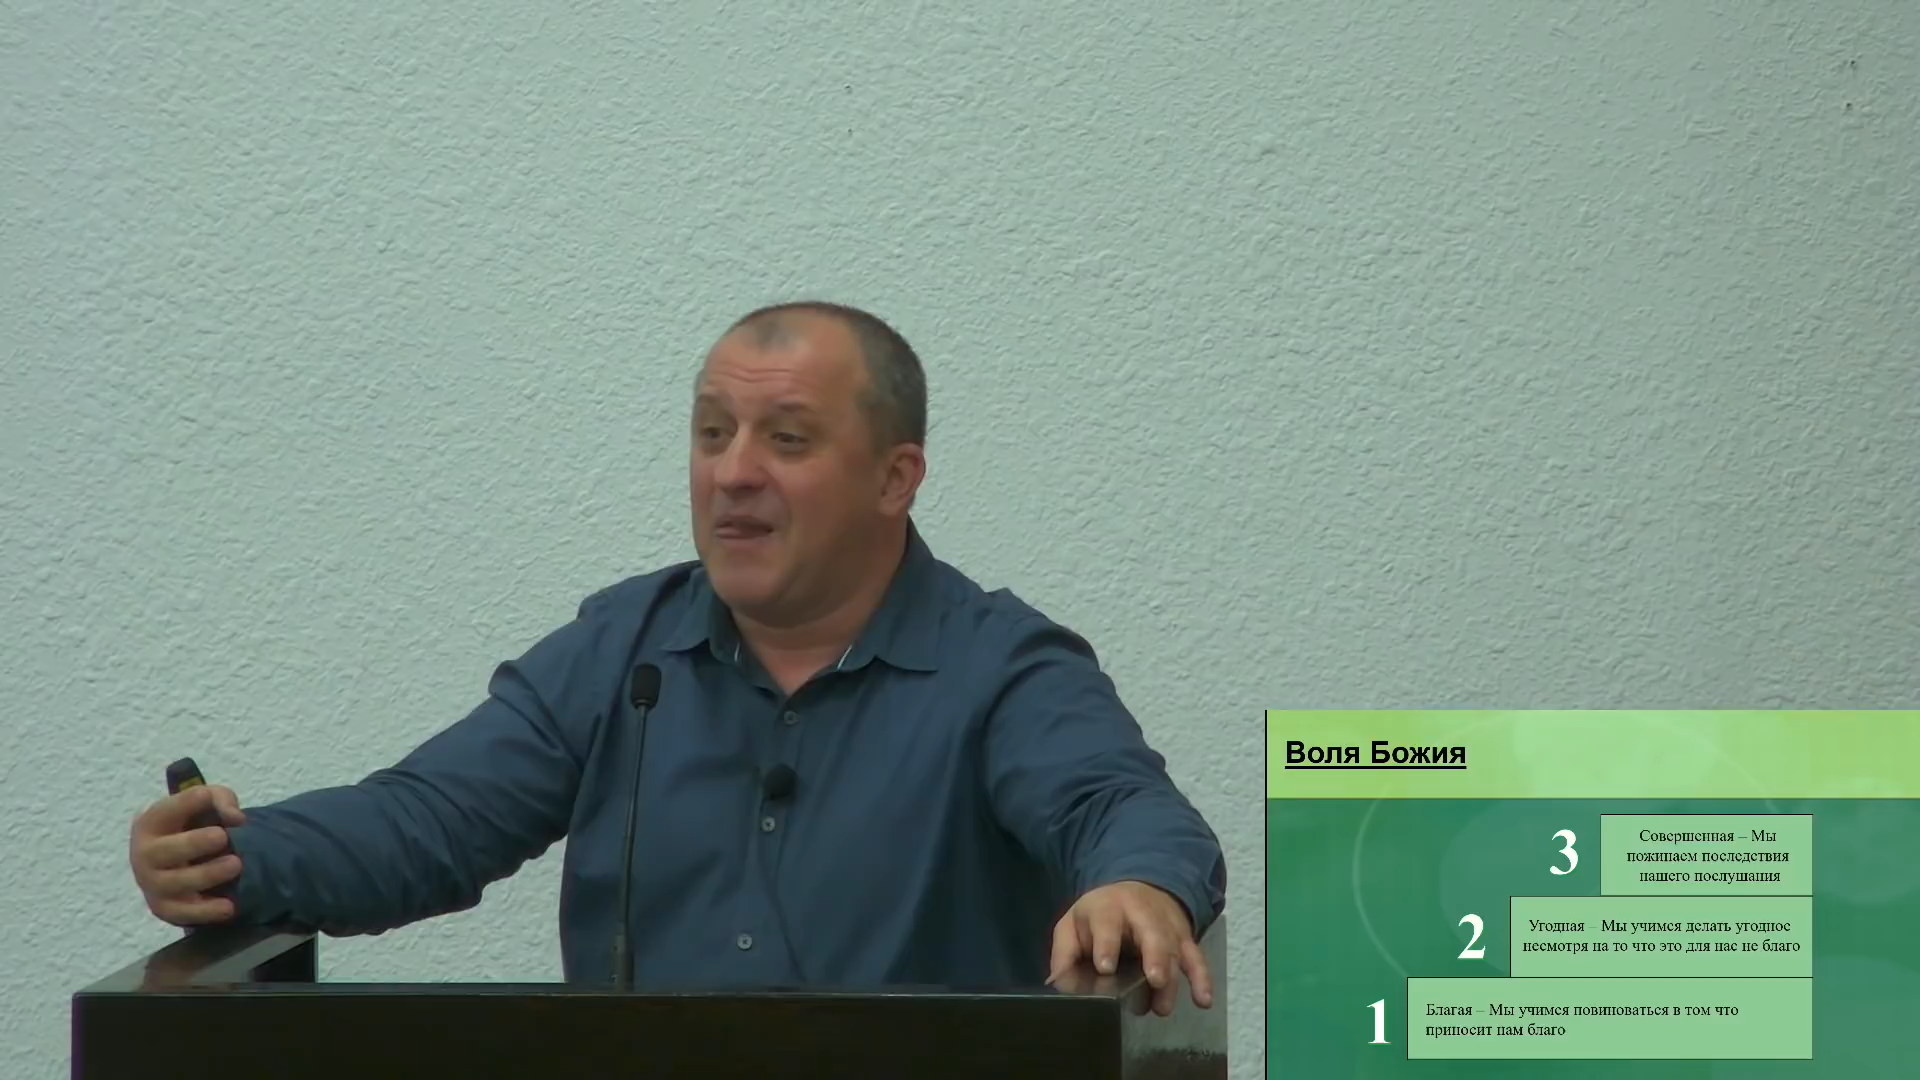 Воля Божия
3
Совершенная – Мы
пожинаем последствия
нашего послушания
2
Угодная – Мы учимся делать угодное
несмотря на то что это для нас не благо
1
Благая – Мы учимся повиноваться в том что
приносит нам благо